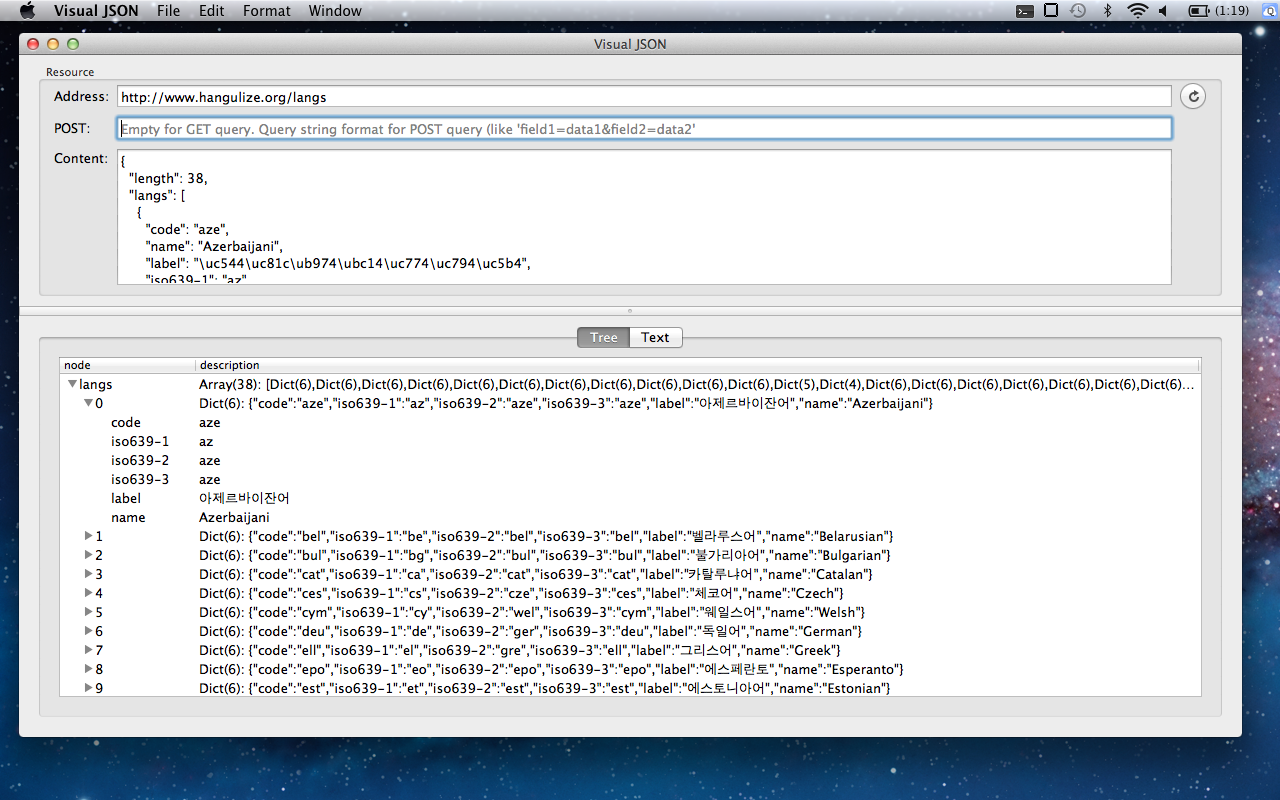 Visual JSON File Edit Format Window (1:19)
Visual JSON
Resource
Address: http://www.hangulize.org/langs
POST: Empty for GET query. Query string format for POST query (like 'field1=data1&field2=data2'
Content: {
"length": 38,
"langs": [
{
"code": "aze",
"name": "Azerbaijani",
"label": "\uc544\uc81c\ub974\ubc14\uc774\uc794\uc5b4",
"iso639-1": "az"
Tree Text
node description
langs Array(38): [Dict(6),Dict(6),Dict(6),Dict(6),Dict(6),Dict(6),Dict(6),Dict(6),Dict(6),Dict(6),Dict(6),Dict(5),Dict(4),Dict(6),Dict(6),Dict(6),Dict(6),Dict(6),Dict(6),Dict(6)...
0 Dict(6): {"code":"aze","iso639-1":"az","iso639-2":"aze","iso639-3":"aze","label":"아제르바이잔어","name":"Azerbaijani"}
code aze
iso639-1 az
iso639-2 aze
iso639-3 aze
label 아제르바이잔어
name Azerbaijani
1 Dict(6): {"code":"bel","iso639-1":"be","iso639-2":"bel","iso639-3":"bel","label":"벨라루스어","name":"Belarusian"}
2 Dict(6): {"code":"bul","iso639-1":"bg","iso639-2":"bul","iso639-3":"bul","label":"불가리아어","name":"Bulgarian"}
3 Dict(6): {"code":"cat","iso639-1":"ca","iso639-2":"cat","iso639-3":"cat","label":"카탈루냐어","name":"Catalan"}
4 Dict(6): {"code":"ces","iso639-1":"cs","iso639-2":"cze","iso639-3":"ces","label":"체코어","name":"Czech"}
5 Dict(6): {"code":"cym","iso639-1":"cy","iso639-2":"wel","iso639-3":"cym","label":"웨일스어","name":"Welsh"}
6 Dict(6): {"code":"deu","iso639-1":"de","iso639-2":"ger","iso639-3":"deu","label":"독일어","name":"German"}
7 Dict(6): {"code":"ell","iso639-1":"el","iso639-2":"gre","iso639-3":"ell","label":"그리스어","name":"Greek"}
8 Dict(6): {"code":"epo","iso639-1":"eo","iso639-2":"epo","iso639-3":"epo","label":"에스페란토","name":"Esperanto"}
9 Dict(6): {"code":"est","iso639-1":"et","iso639-2":"est","iso639-3":"est","label":"에스토니아어","name":"Estonian"}